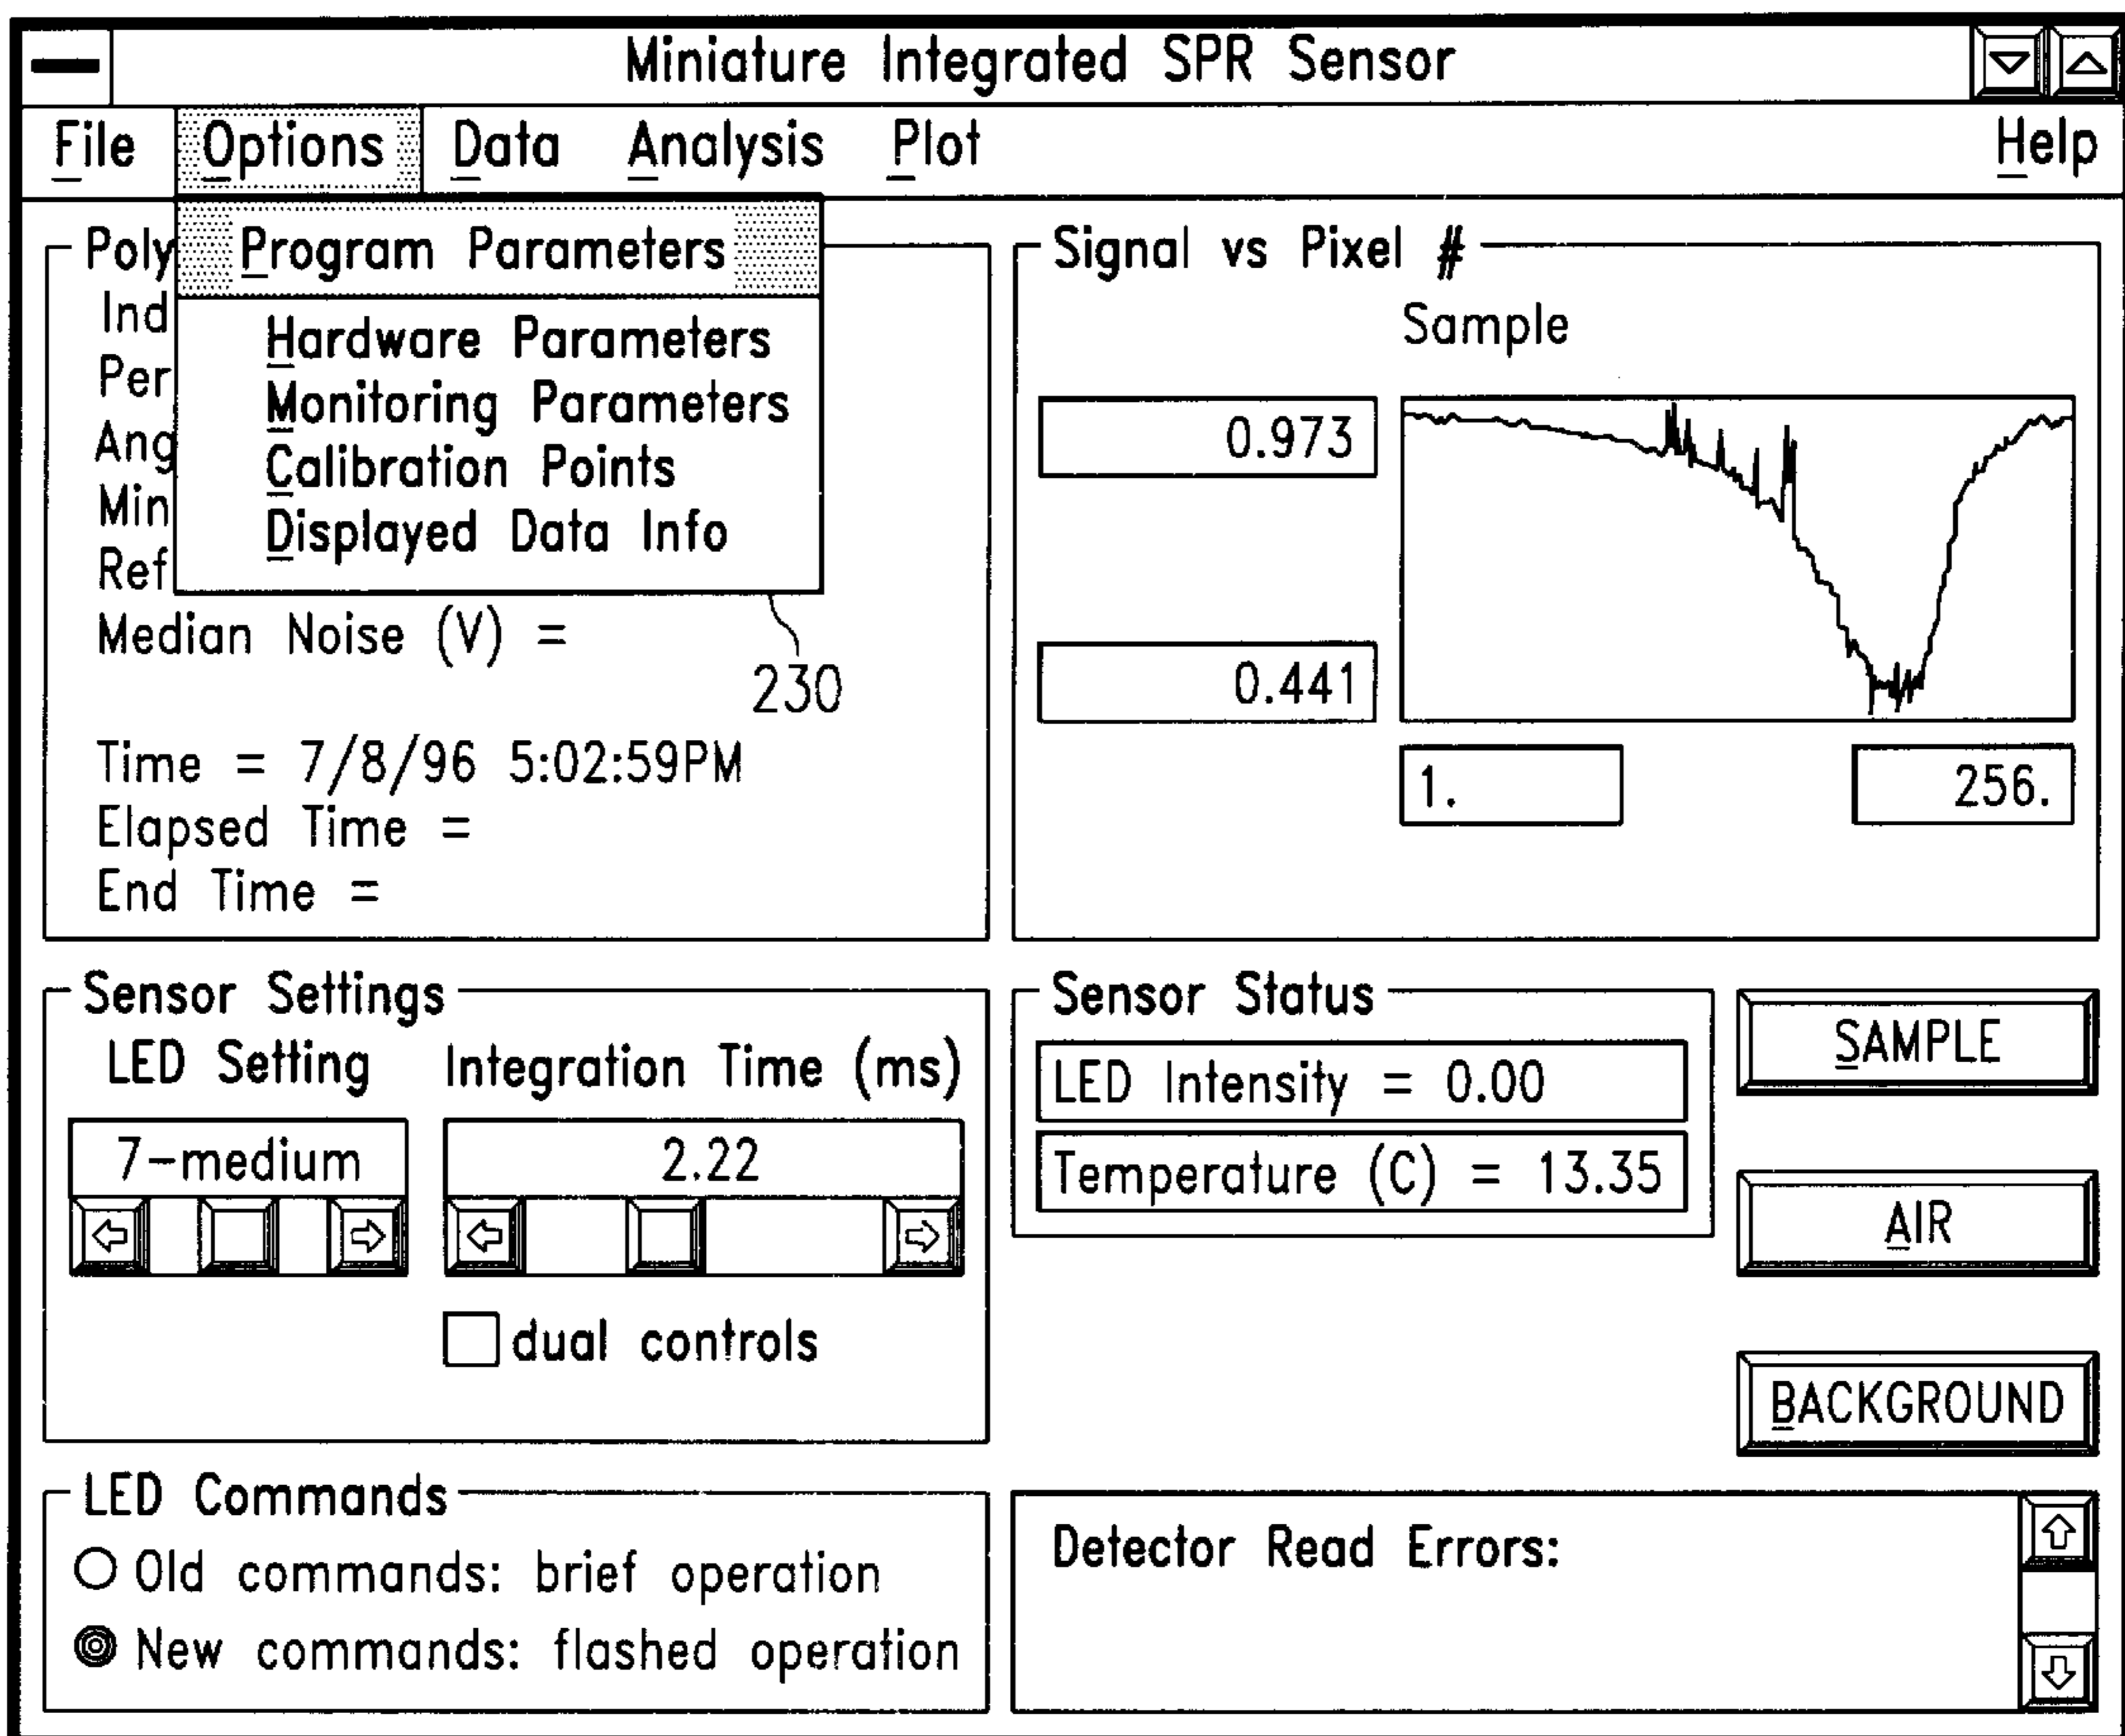 Miniature Integrated SPR Sensor
File Options Data Analysis Plot Help
Program Parameters
Hardware Parameters
Monitoring Parameters
Calibration Points
Displayed Data Info
230
Poly
Ind
Per
Ang
Min
Ref
Median Noise (V) =
Time = 7/8/96 5:02:59PM
Elapsed Time =
End Time =
Signal vs Pixel #
Sample
0.973
0.441
1. 256.
Sensor Settings
LED Setting Integration Time (ms)
7-medium 2.22
dual controls
Sensor Status
LED Intensity = 0.00
Temperature (C) = 13.35
SAMPLE
AIR
BACKGROUND
LED Commands
Old commands: brief operation
New commands: flashed operation
Detector Read Errors: